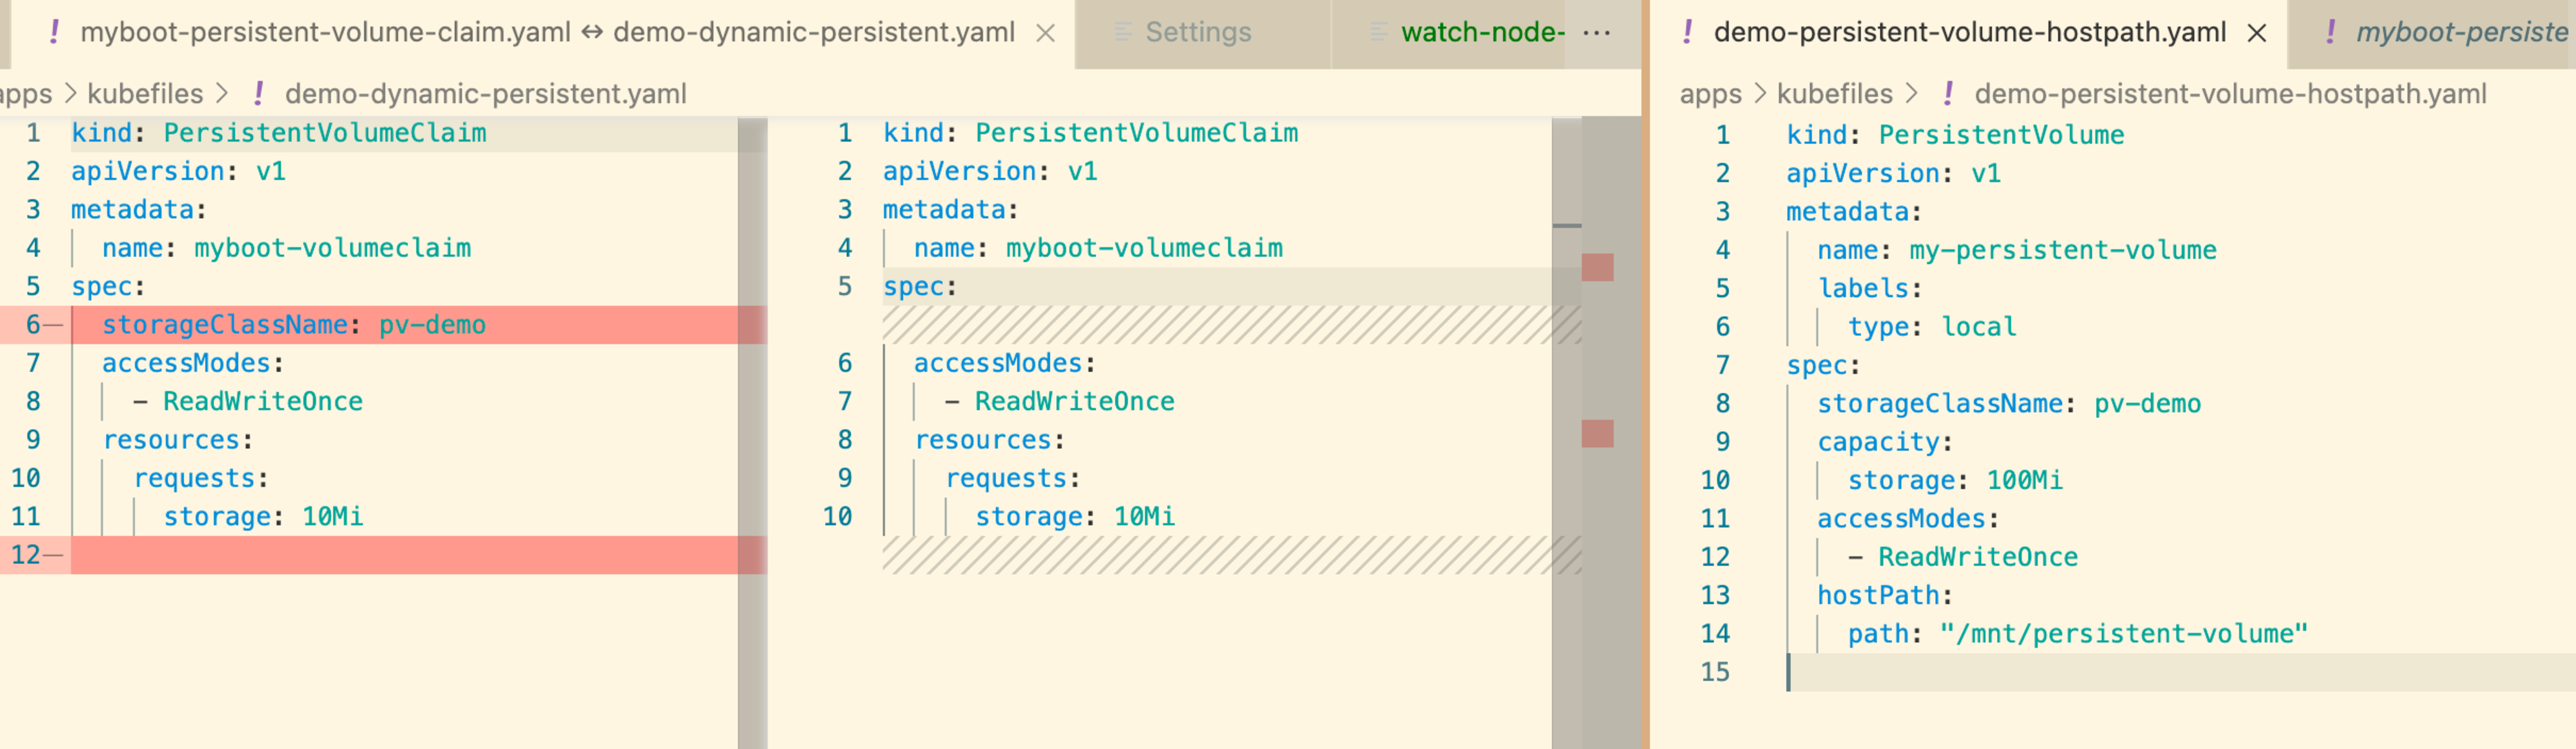 ! myboot-persistent-volume-claim.yaml ↔ demo-dynamic-persistent.yaml × Settings watch-node- ···
apps > kubefiles > ! demo-dynamic-persistent.yaml
1 kind: PersistentVolumeClaim
2 apiVersion: v1
3 metadata:
4 name: myboot-volumeclaim
5 spec:
6— storageClassName: pv-demo
7 accessModes:
8 - ReadWriteOnce
9 resources:
10 requests:
11 storage: 10Mi
12—
1 kind: PersistentVolumeClaim
2 apiVersion: v1
3 metadata:
4 name: myboot-volumeclaim
5 spec:
6 accessModes:
7 - ReadWriteOnce
8 resources:
9 requests:
10 storage: 10Mi
! demo-persistent-volume-hostpath.yaml × ! myboot-persiste
apps > kubefiles > ! demo-persistent-volume-hostpath.yaml
1 kind: PersistentVolume
2 apiVersion: v1
3 metadata:
4 name: my-persistent-volume
5 labels:
6 type: local
7 spec:
8 storageClassName: pv-demo
9 capacity:
10 storage: 100Mi
11 accessModes:
12 - ReadWriteOnce
13 hostPath:
14 path: "/mnt/persistent-volume"
15